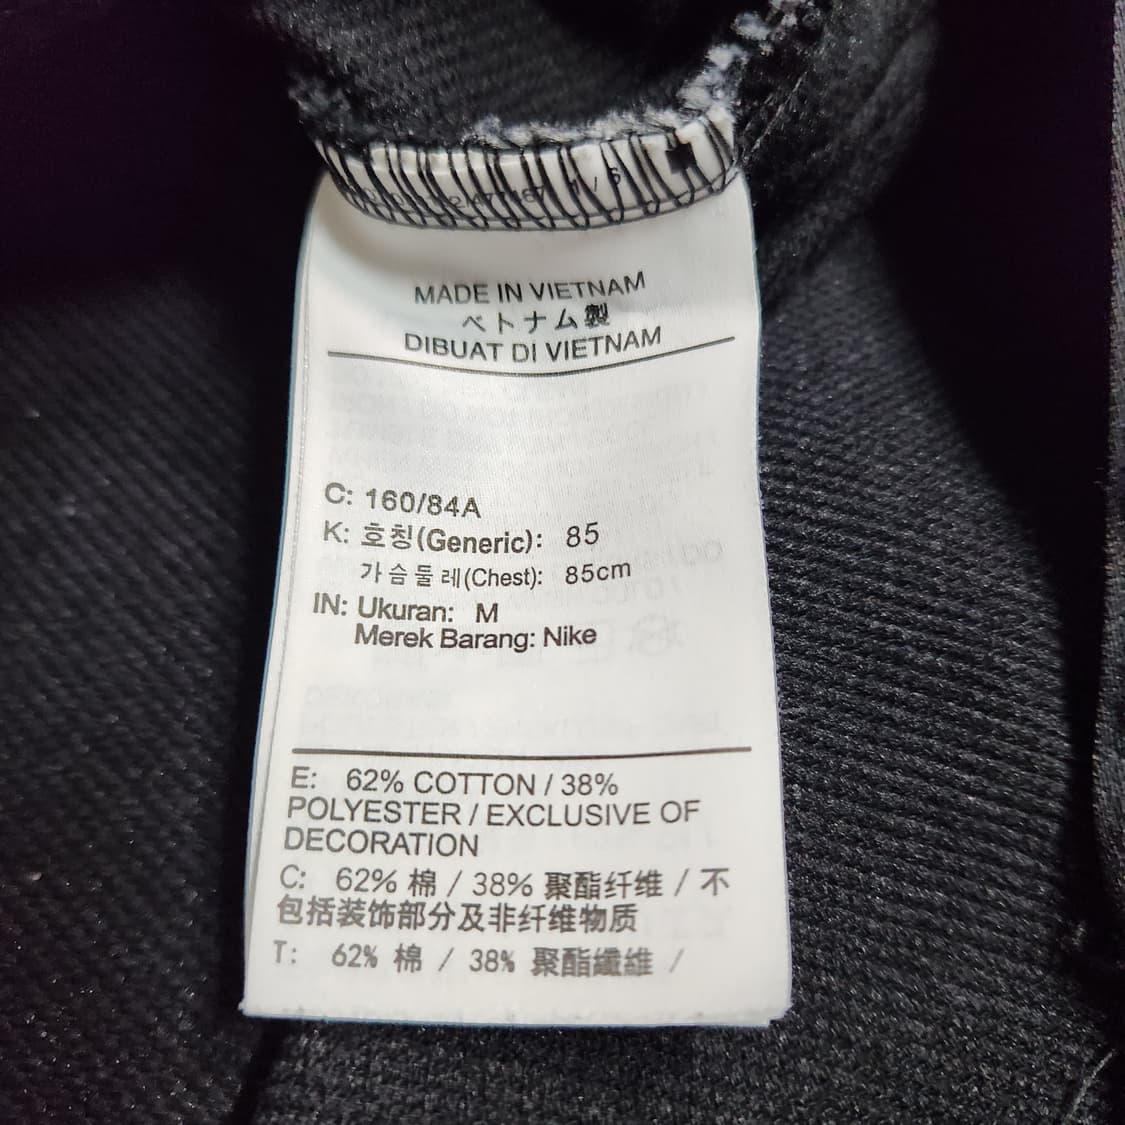 1 / 6
MADE IN VIETNAM
ベトナム製
DIBUAT DI VIETNAM
C: 160/84A
K: 호칭(Generic): 85
가슴둘레(Chest): 85cm
IN: Ukuran: M
Merek Barang: Nike
E: 62% COTTON / 38%
POLYESTER / EXCLUSIVE OF
DECORATION
C: 62% 棉 / 38% 聚酯纤维 / 不
包括装饰部分及非纤维物质
T: 62% 棉 / 38% 聚酯纖維 /